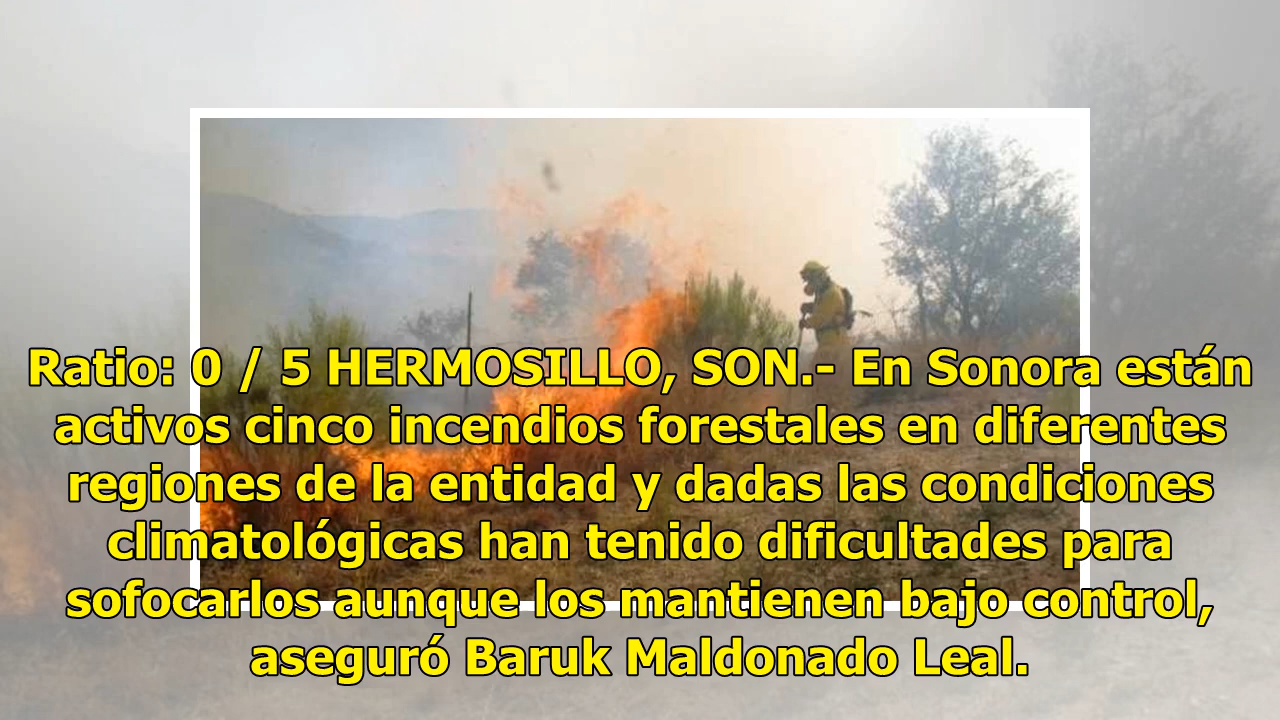 Ratio: 0 / 5 HERMOSILLO, SON.- En Sonora están
activos cinco incendios forestales en diferentes
regiones de la entidad y dadas las condiciones
climatológicas han tenido dificultades para
sofocarlos aunque los mantienen bajo control,
aseguró Baruk Maldonado Leal.